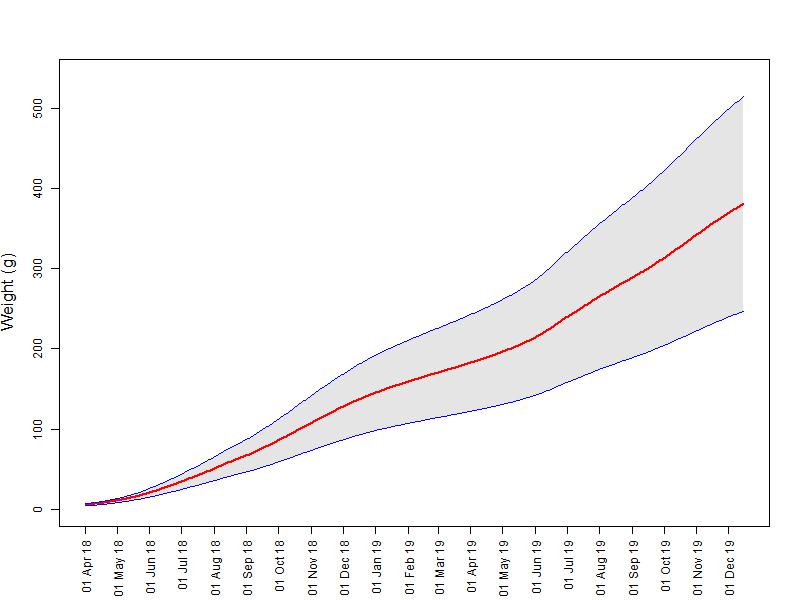 Weight (g)
500
400
300
200
100
0
01 Apr 18
01 May 18
01 Jun 18
01 Jul 18
01 Aug 18
01 Sep 18
01 Oct 18
01 Nov 18
01 Dec 18
01 Jan 19
01 Feb 19
01 Mar 19
01 Apr 19
01 May 19
01 Jun 19
01 Jul 19
01 Aug 19
01 Sep 19
01 Oct 19
01 Nov 19
01 Dec 19